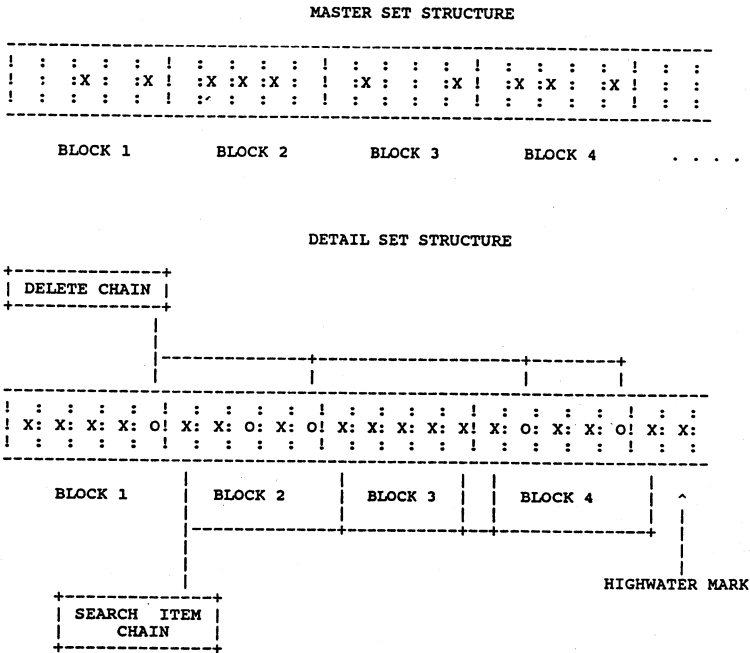 MASTER SET STRUCTURE
-----------------------------------------------------------------
! : : : : ! : : : : ! : : : : ! : : : : ! : :
! : :X : :X ! :X :X :X : ! :X : : :X ! :X :X : :X ! : :
! : : : : ! : : : : ! : : : : ! : : : : ! : :
-----------------------------------------------------------------
BLOCK 1 BLOCK 2 BLOCK 3 BLOCK 4 . . . .
DETAIL SET STRUCTURE
+--------------+
| DELETE CHAIN |
+--------------+
! : : : : ! : : : : ! : : : : ! : : : : ! : :
! X: X: X: X: O! X: X: O: X: O! X: X: X: X: X! X: O: X: X: O! X: X:
! : : : : ! : : : : ! : : : : ! : : : : ! : :
BLOCK 1 BLOCK 2 BLOCK 3 BLOCK 4 ^
HIGHWATER MARK
+--------------+
| SEARCH ITEM |
| CHAIN |
+--------------+